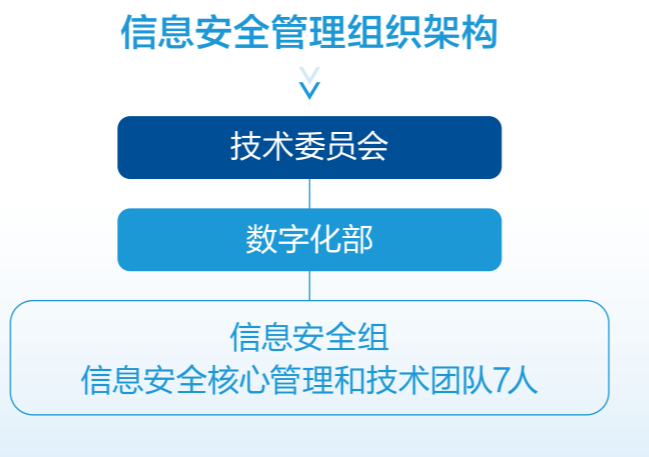 信息安全管理组织架构
技术委员会
数字化部
信息安全组
信息安全核心管理和技术团队7人